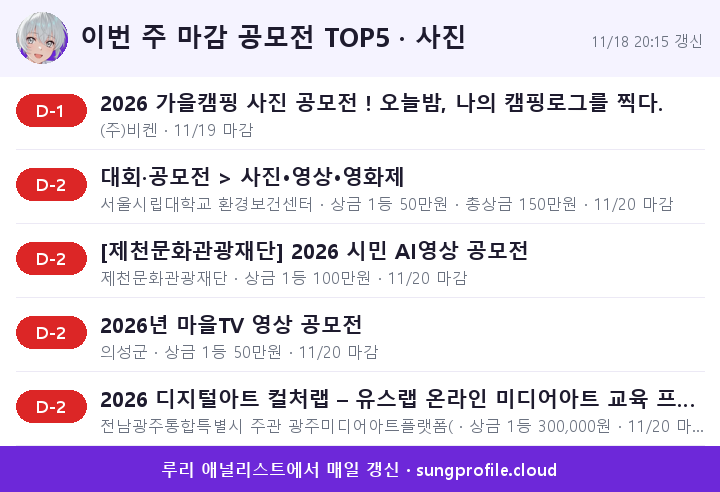 이번 주 마감 공모전 TOP5 · 사진
11/18 20:15 갱신
D-1
2026 가을캠핑 사진 공모전 ! 오늘밤, 나의 캠핑로그를 찍다.
(주)비켄 · 11/19 마감
D-2
대회·공모전 > 사진•영상•영화제
서울시립대학교 환경보건센터 · 상금 1등 50만원 · 총상금 150만원 · 11/20 마감
D-2
[제천문화관광재단] 2026 시민 AI영상 공모전
제천문화관광재단 · 상금 1등 100만원 · 11/20 마감
D-2
2026년 마을TV 영상 공모전
의성군 · 상금 1등 50만원 · 11/20 마감
D-2
2026 디지털아트 컬처랩 – 유스랩 온라인 미디어아트 교육 프...
전남광주통합특별시 주관 광주미디어아트플랫폼( · 상금 1등 300,000원 · 11/20 마...
루리 애널리스트에서 매일 갱신 · sungprofile.cloud